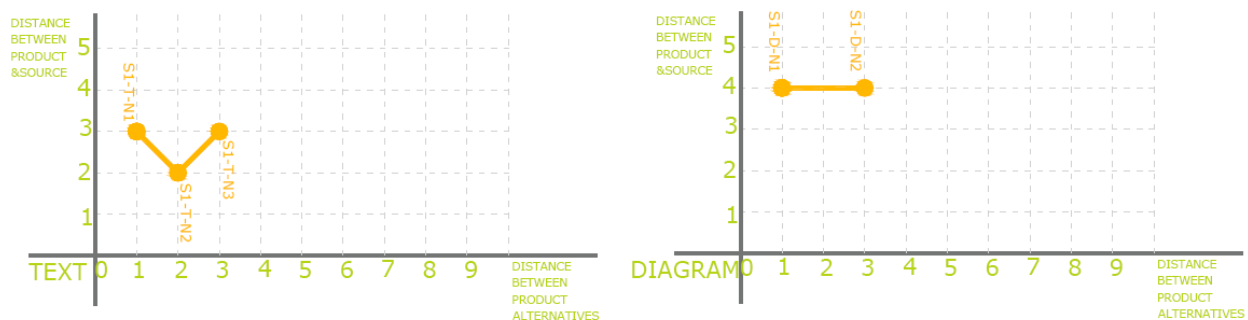 DISTANCE
BETWEEN
PRODUCT
&SOURCE
5
4
3
2
1
S1-T-N1
S1-T-N2
S1-T-N3
TEXT
0 1 2 3 4 5 6 7 8 9
DISTANCE
BETWEEN
PRODUCT
ALTERNATIVES
DISTANCE
BETWEEN
PRODUCT
&SOURCE
5
4
3
2
1
S1-D-N1
S1-D-N2
DIAGRAM
0 1 2 3 4 5 6 7 8 9
DISTANCE
BETWEEN
PRODUCT
ALTERNATIVES